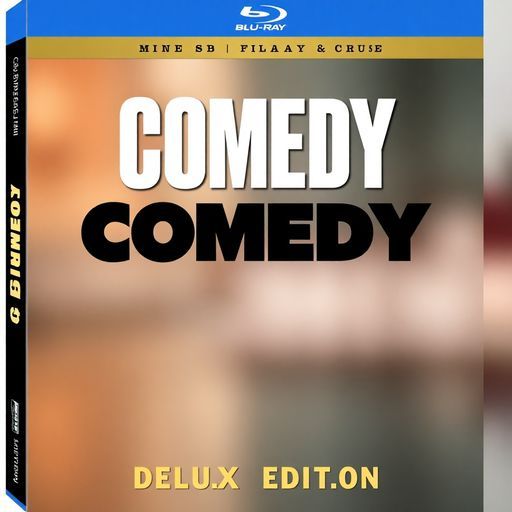 BLU-RAY
MINE SB | FILAAY & CRUSE
COMEDY
COMEDY
DELU.X EDIT.ON